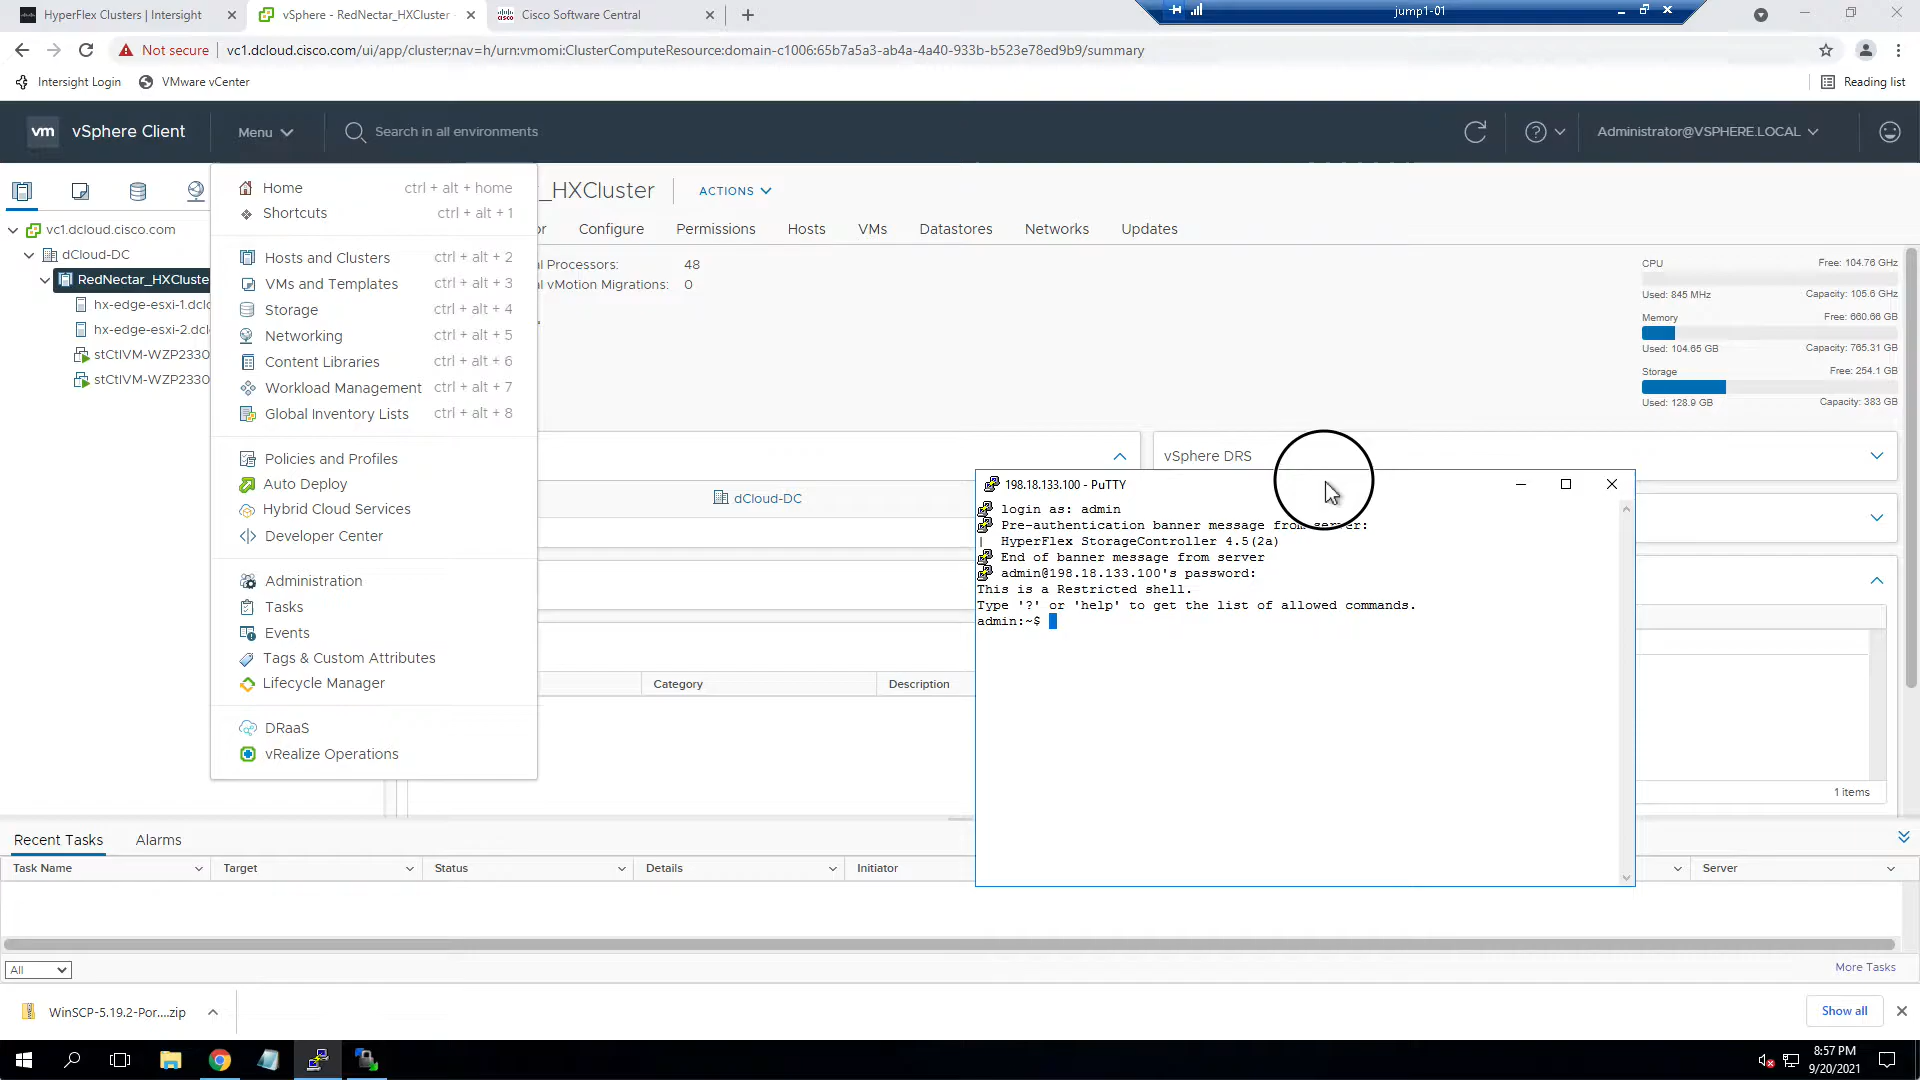 HyperFlex Clusters | Intersight
vSphere - RedNectar_HXCluster -
Cisco Software Central
jump1-01
Not secure
vc1.dcloud.cisco.com/ui/app/cluster;nav=h/urn:vmomi:ClusterComputeResource:domain-c1006:65b7a5a3-ab4a-4a40-933b-b523e78ed9b9/summary
Intersight Login
VMware vCenter
Reading list
vm vSphere Client
Menu
Search in all environments
Administrator@VSPHERE.LOCAL
vc1.dcloud.cisco.com
dCloud-DC
RedNectar_HXCluste
hx-edge-esxi-1.dclo
hx-edge-esxi-2.dcl
stCtlVM-WZP2330
stCtlVM-WZP2330
Home ctrl + alt + home
Shortcuts ctrl + alt + 1
Hosts and Clusters ctrl + alt + 2
VMs and Templates ctrl + alt + 3
Storage ctrl + alt + 4
Networking ctrl + alt + 5
Content Libraries ctrl + alt + 6
Workload Management ctrl + alt + 7
Global Inventory Lists ctrl + alt + 8
Policies and Profiles
Auto Deploy
Hybrid Cloud Services
Developer Center
Administration
Tasks
Events
Tags & Custom Attributes
Lifecycle Manager
DRaaS
vRealize Operations
_HXCluster
ACTIONS
or Configure Permissions Hosts VMs Datastores Networks Updates
l Processors: 48
l vMotion Migrations: 0
CPU Free: 104.76 GHz
Used: 845 MHz Capacity: 105.6 GHz
Memory Free: 660.66 GB
Used: 104.65 GB Capacity: 765.31 GB
Storage Free: 254.1 GB
Used: 128.9 GB Capacity: 383 GB
dCloud-DC
vSphere DRS
Category Description
1 items
198.18.133.100 - PuTTY
login as: admin
Pre-authentication banner message from server:
| HyperFlex StorageController 4.5(2a)
End of banner message from server
admin@198.18.133.100's password:
This is a Restricted shell.
Type '?' or 'help' to get the list of allowed commands.
admin:~$
Recent Tasks Alarms
Task Name Target Status Details Initiator Server
All
More Tasks
WinSCP-5.19.2-Por....zip
Show all
8:57 PM
9/20/2021